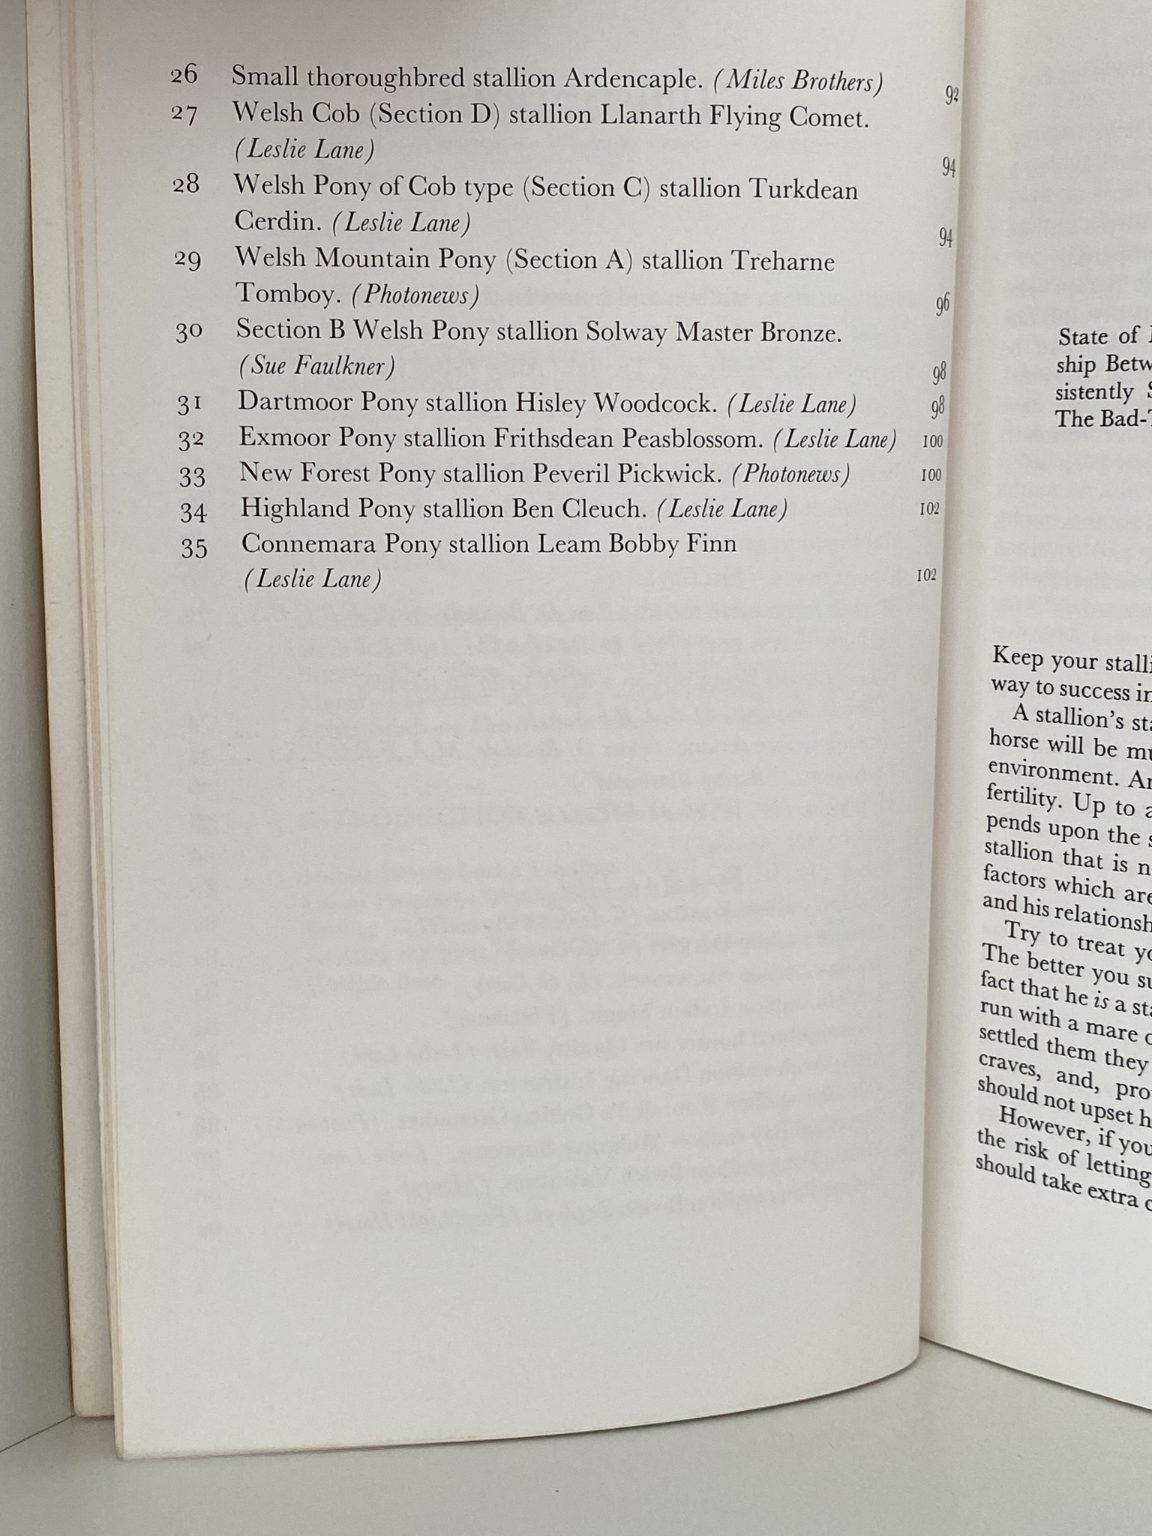 26 Small thoroughbred stallion Ardencaple. (Miles Brothers) 92
27 Welsh Cob (Section D) stallion Llanarth Flying Comet.
(Leslie Lane) 94
28 Welsh Pony of Cob type (Section C) stallion Turkdean
Cerdin. (Leslie Lane) 94
29 Welsh Mountain Pony (Section A) stallion Treharne
Tomboy. (Photonews) 96
30 Section B Welsh Pony stallion Solway Master Bronze.
(Sue Faulkner) 98
31 Dartmoor Pony stallion Hisley Woodcock. (Leslie Lane) 98
32 Exmoor Pony stallion Frithsdean Peasblossom. (Leslie Lane) 100
33 New Forest Pony stallion Peveril Pickwick. (Photonews) 100
34 Highland Pony stallion Ben Cleuch. (Leslie Lane) 102
35 Connemara Pony stallion Leam Bobby Finn
(Leslie Lane) 102
State of
ship Betw
sistently S
The Bad-T
Keep your stalli
way to success in
A stallion's sta
horse will be mu
environment. An
fertility. Up to a
pends upon the s
stallion that is n
factors which are
and his relationsh
Try to treat yo
The better you su
fact that he is a sta
run with a mare o
settled them they
craves, and, pro
should not upset h
However, if you
the risk of letting
should take extra c